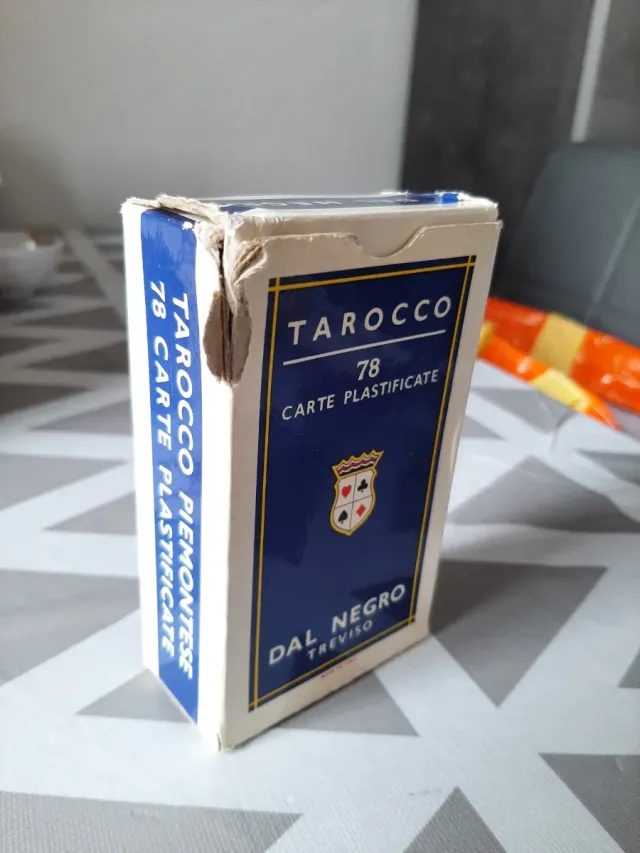 TAROCCO
78
CARTE PLASTIFICATE
DAL NEGRO
TREVISO
TAROCCO PIEMONTESE
78 CARTE PLASTIFICATE